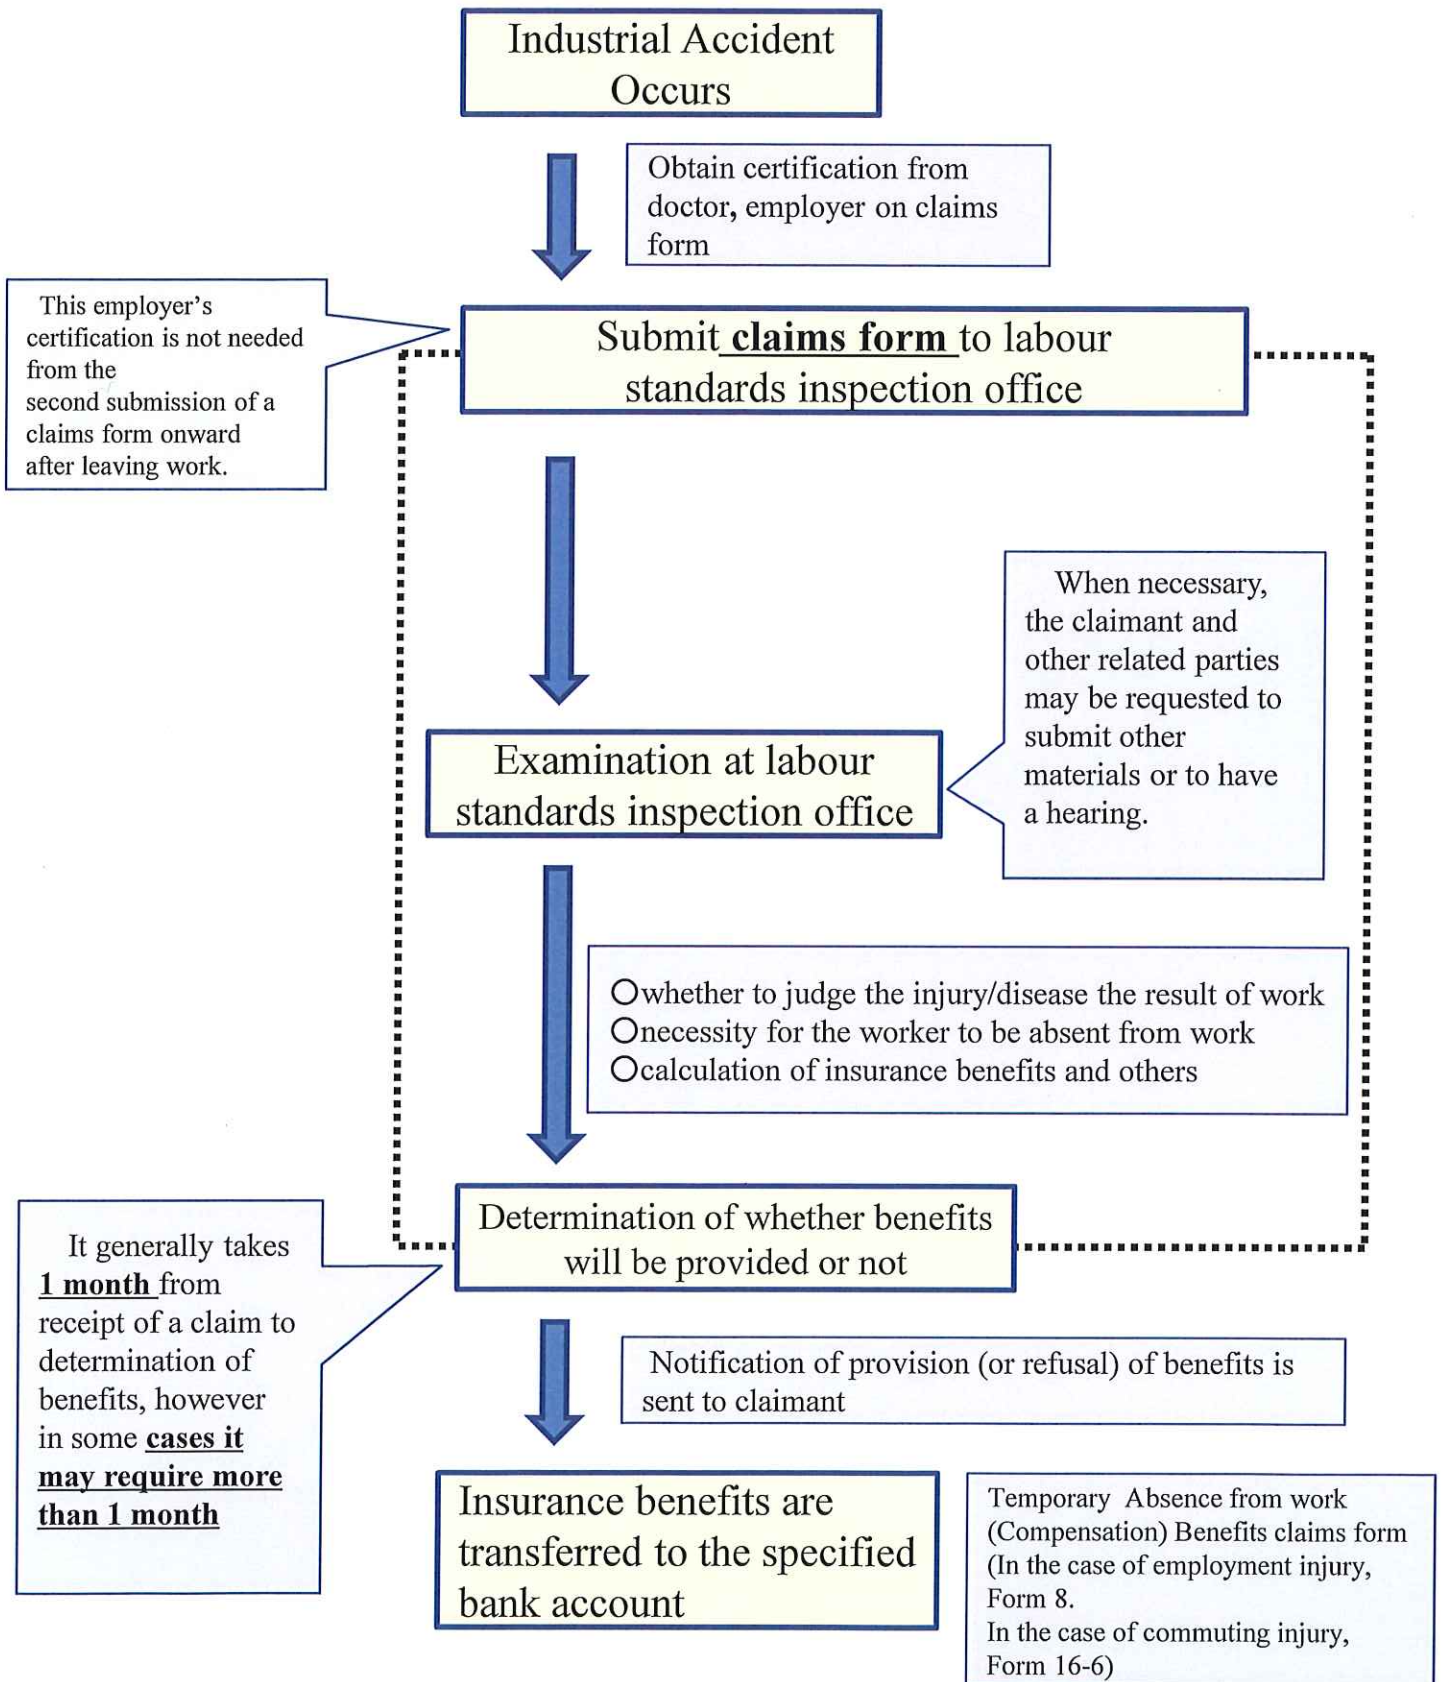 Industrial Accident
Occurs
Obtain certification from
doctor, employer on claims
form
This employer's
certification is not needed
from the
second submission of a
claims form onward
after leaving work.
Submit claims form to labour
standards inspection office
When necessary,
the claimant and
other related parties
may be requested to
submit other
materials or to have
a hearing.
Examination at labour
standards inspection office
○whether to judge the injury/disease the result of work
○necessity for the worker to be absent from work
○calculation of insurance benefits and others
Determination of whether benefits
will be provided or not
It generally takes
1 month from
receipt of a claim to
determination of
benefits, however
in some cases it
may require more
than 1 month
Notification of provision (or refusal) of benefits is
sent to claimant
Insurance benefits are
transferred to the specified
bank account
Temporary Absence from work
(Compensation) Benefits claims form
(In the case of employment injury,
Form 8.
In the case of commuting injury,
Form 16-6)